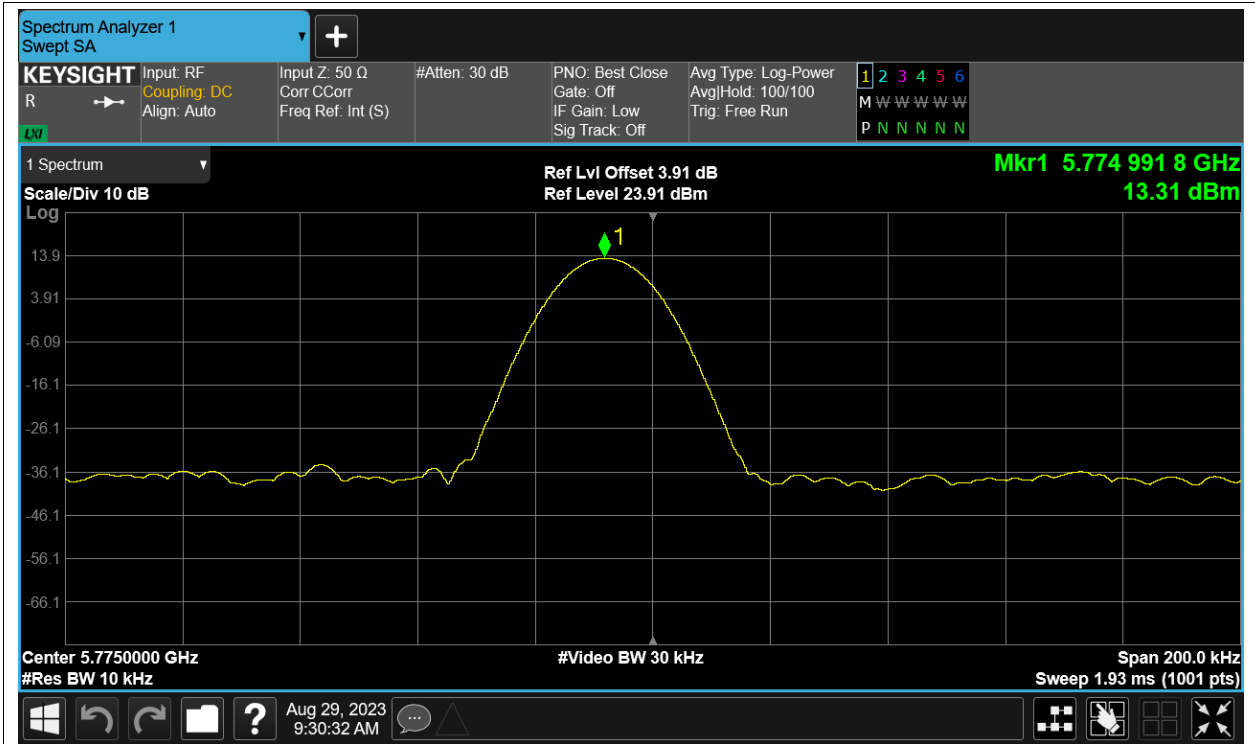 Spectrum Analyzer 1
Swept SA
+
KEYSIGHT
R
LXI
Input: RF
Coupling: DC
Align: Auto
Input Z: 50 Ω
Corr CCorr
Freq Ref: Int (S)
#Atten: 30 dB
PNO: Best Close
Gate: Off
IF Gain: Low
Sig Track: Off
Avg Type: Log-Power
Avg|Hold: 100/100
Trig: Free Run
1 2 3 4 5 6
M W W W W W
P N N N N N
1 Spectrum
Scale/Div 10 dB
Log
Ref Lvl Offset 3.91 dB
Ref Level 23.91 dBm
Mkr1 5.774 991 8 GHz
13.31 dBm
1
13.9
3.91
-6.09
-16.1
-26.1
-36.1
-46.1
-56.1
-66.1
Center 5.7750000 GHz
#Res BW 10 kHz
#Video BW 30 kHz
Span 200.0 kHz
Sweep 1.93 ms (1001 pts)
?
Aug 29, 2023
9:30:32 AM